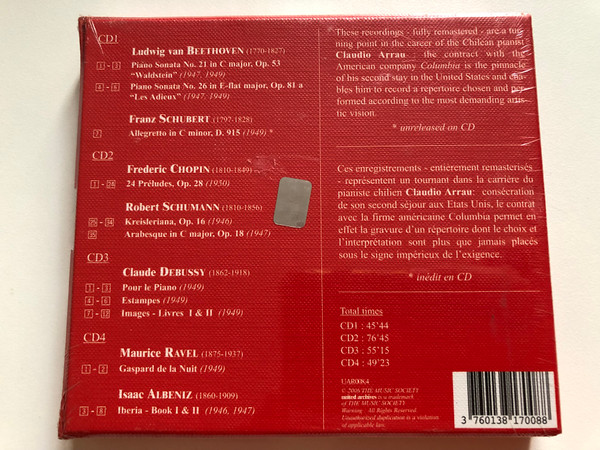 CD1
Ludwig van BEETHOVEN (1770-1827)
1 - 3 Piano Sonata No. 21 in C major, Op. 53
"Waldstein" (1947, 1949)
4 - 6 Piano Sonata No. 26 in E-flat major, Op. 81 a
"Les Adieux" (1947, 1949)
Franz SCHUBERT (1797-1828)
7 Allegretto in C minor, D. 915 (1949) *
CD2
Frederic CHOPIN (1810-1849)
1 - 24 24 Préludes, Op. 28 (1950)
Robert SCHUMANN (1810-1856)
Kreisleriana, Op. 16 (1946)
Arabesque in C major, Op. 18 (1947)
CD3
Claude DEBUSSY (1862-1918)
1 - 3 Pour le Piano (1949)
4 - 6 Estampes (1949)
7 - 12 Images - Livres I & II (1949)
CD4
Maurice RAVEL (1875-1937)
1 - 2 Gaspard de la Nuit (1949)
Isaac ALBENIZ (1860-1909)
3 - 8 Iberia - Book I & II (1946, 1947)
These recordings - fully remastered - are a tur-
ning point in the career of the Chilean pianist
Claudio Arrau : the contract with the
American company Columbia is the pinnacle
of his second stay in the United States and ena-
bles him to record a repertoire chosen and per-
formed according to the most demanding artis-
tic vision.
* unreleased on CD
Ces enregistrements - entiérement remasterisés
- représentent un tournant dans la carrière du
pianiste chilien Claudio Arrau: consécration
de son second séjour aux Etats Unis, le contrat
avec la firme américaine Columbia permet en
effet la gravure d'un répertoire dont le choix et
l'interprétation sont plus que jamais placés
sous le signe impérieux de l'exigence.
* inédit en CD
Total times
CD1 : 45'44
CD2 : 76'45
CD3 : 55'15
CD4 : 49'23
UAR008.4
© 2006 THE MUSIC SOCIETY
united archives is a trademark
of THE MUSIC SOCIETY
Warning : All Rights Reserved.
Unauthorized duplication is a violation
of applicable law.
3 760138 170088